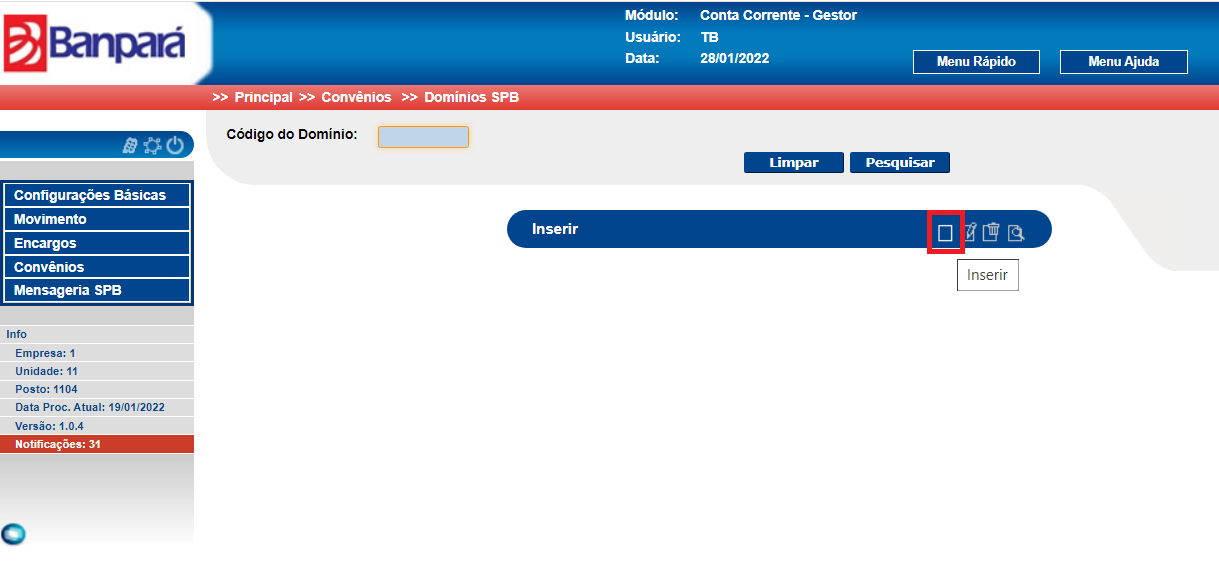 Banpará
Módulo: Conta Corrente - Gestor
Usuário: TB
Data: 28/01/2022
Menu Rápido
Menu Ajuda
>> Principal >> Convênios >> Domínios SPB
Código do Domínio:
Limpar
Pesquisar
Configurações Básicas
Movimento
Encargos
Convênios
Mensageria SPB
Inserir
Inserir
Info
Empresa: 1
Unidade: 11
Posto: 1104
Data Proc. Atual: 19/01/2022
Versão: 1.0.4
Notificações: 31